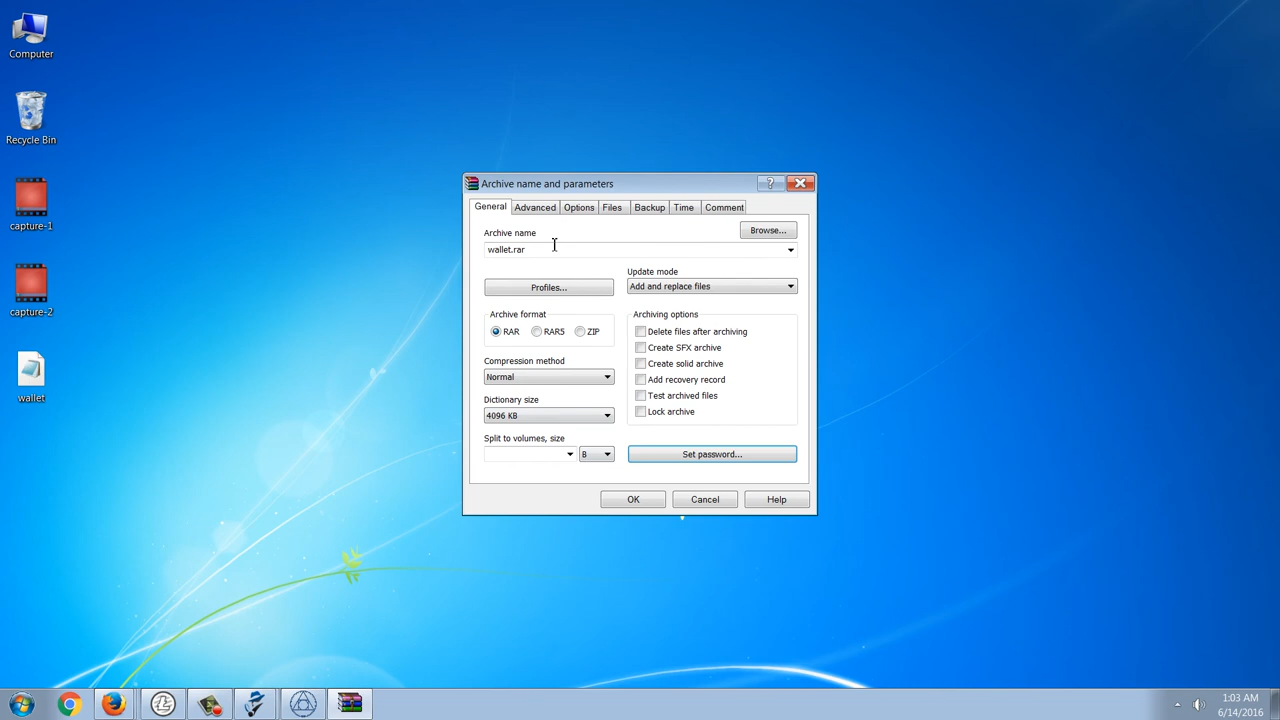 Computer
Recycle Bin
capture-1
capture-2
wallet
Archive name and parameters
?
General Advanced Options Files Backup Time Comment
Archive name
Browse...
wallet.rar
Update mode
Profiles...
Add and replace files
Archive format
Archiving options
RAR RAR5 ZIP
Delete files after archiving
Create SFX archive
Compression method
Create solid archive
Normal
Add recovery record
Dictionary size
Test archived files
4096 KB
Lock archive
Split to volumes, size
B
Set password...
OK Cancel Help
1:03 AM
6/14/2016